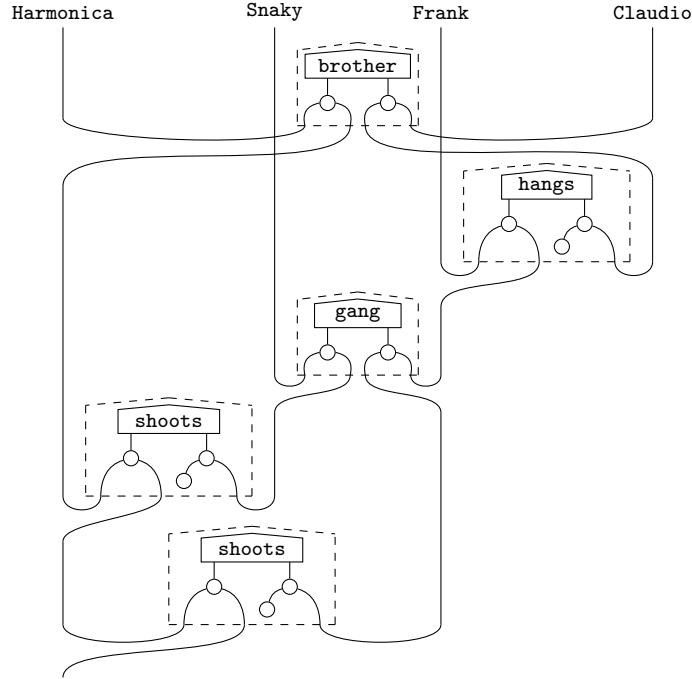 Harmonica Snaky Frank Claudio
brother
hangs
gang
shoots
shoots